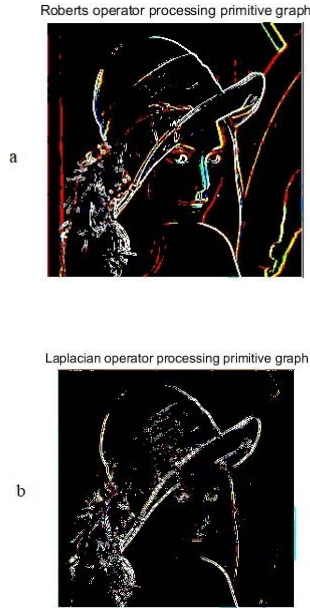 Roberts operator processing primitive graph
a
Laplacian operator processing primitive graph
b